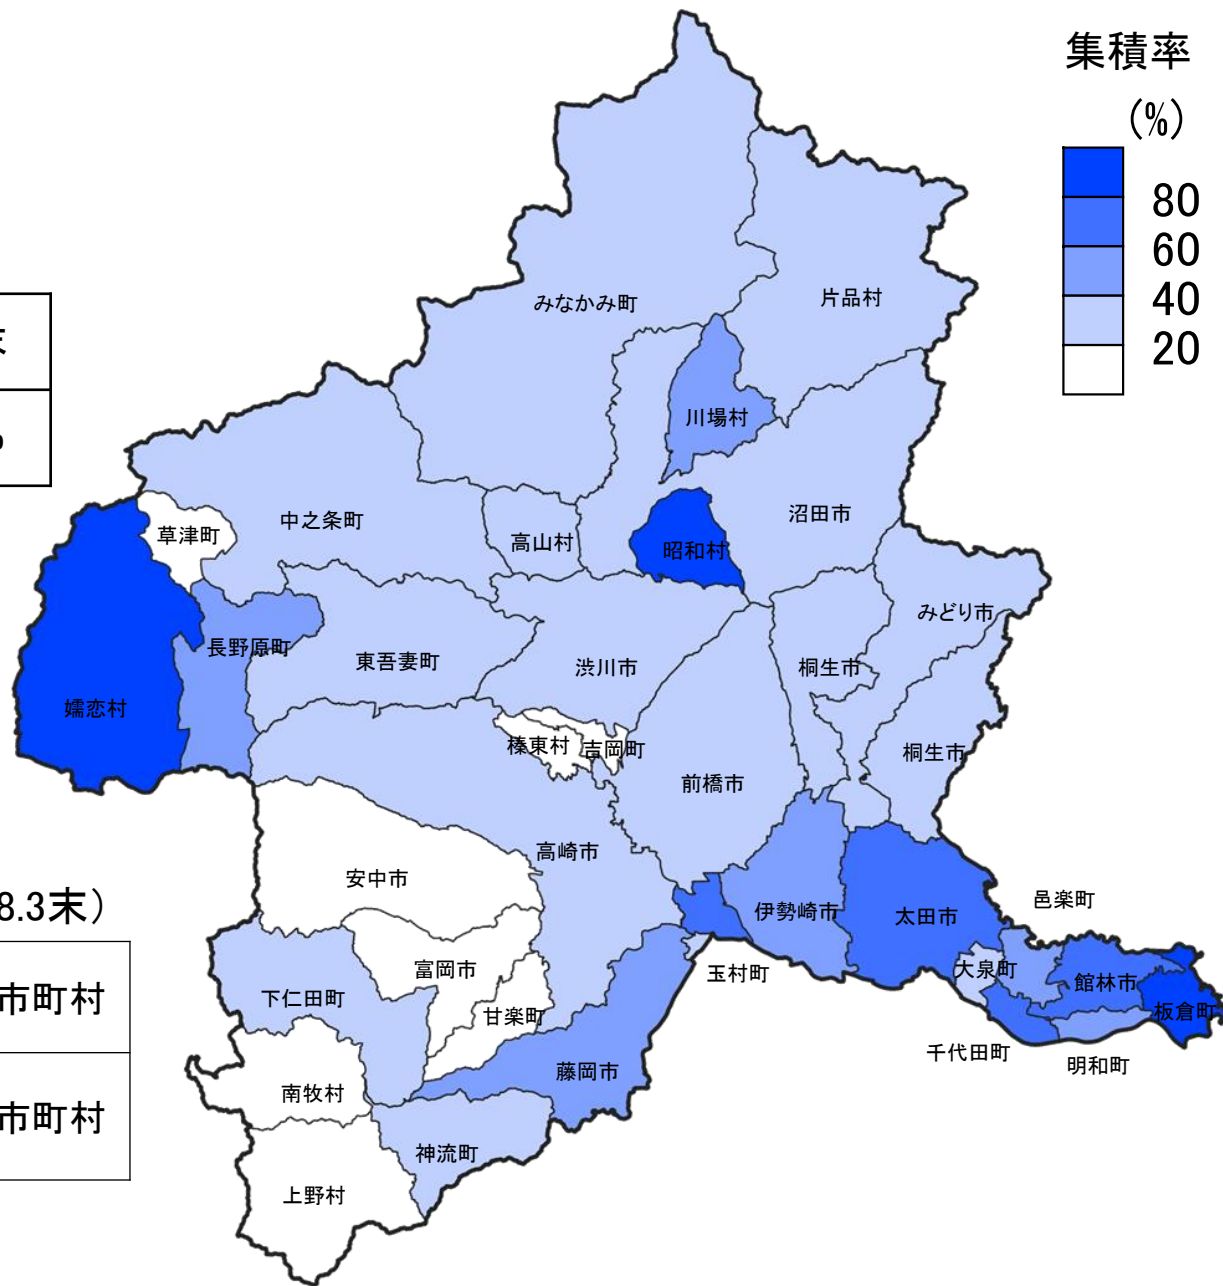 集積率
(%)
80
60
40
20
みなかみ町
片品村
川場村
中之条町
草津町
高山村
昭和村
沼田市
みどり市
長野原町
東吾妻町
渋川市
桐生市
嬬恋村
榛東村
吉岡町
前橋市
桐生市
高崎市
安中市
伊勢崎市
太田市
邑楽町
8.3末）
富岡市
玉村町
大泉町
館林市
板倉町
市町村
下仁田町
甘楽町
千代田町
明和町
藤岡市
市町村
南牧村
神流町
上野村